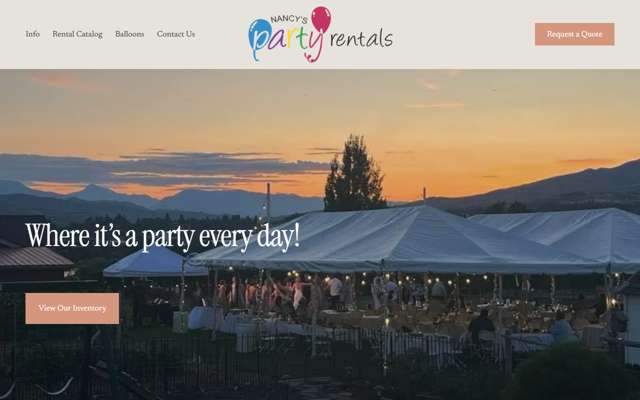 Info
Rental Catalog
Balloons
Contact Us
NANCY'S
party rentals
Request a Quote
Where it's a party every day!
View Our Inventory